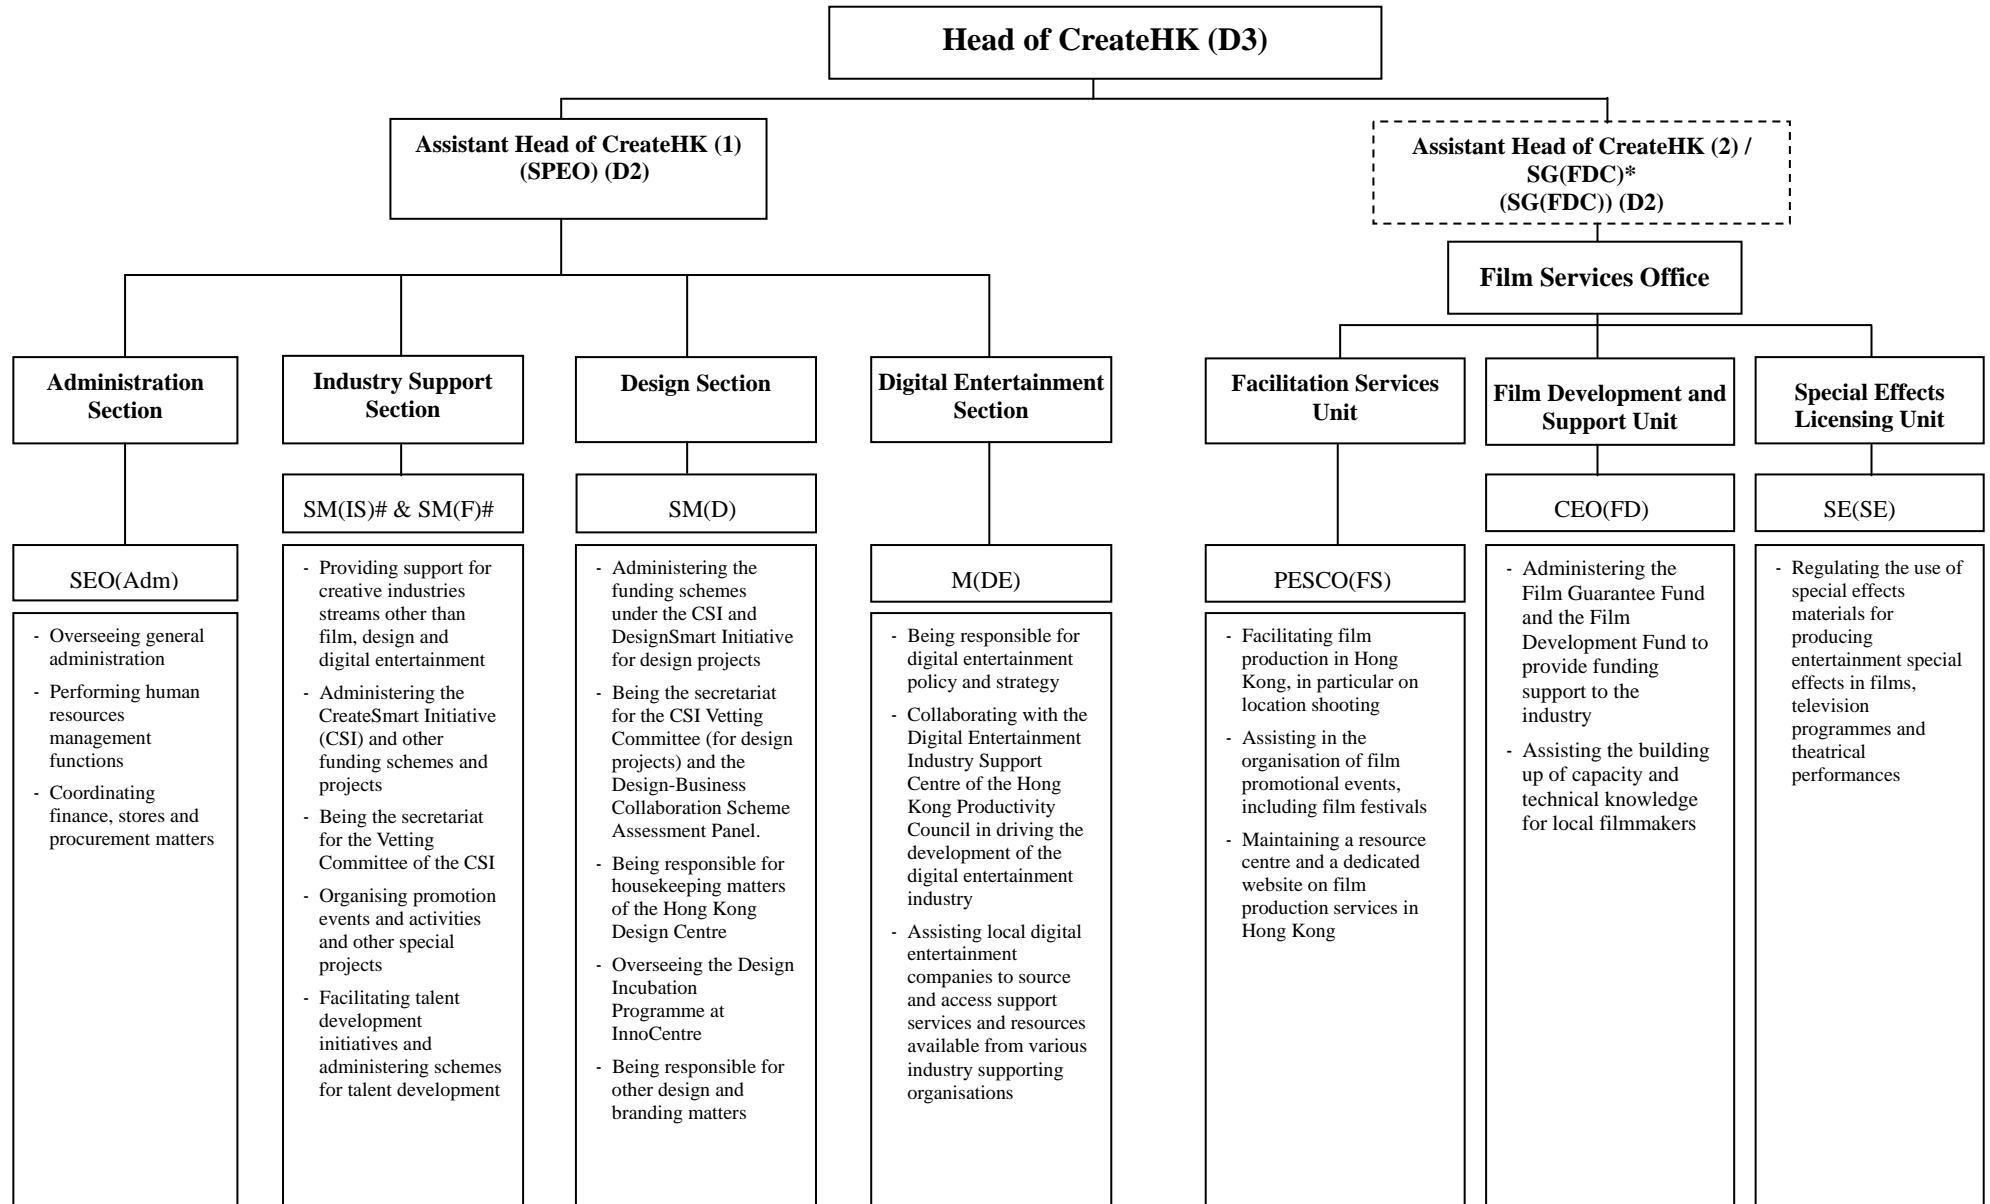 Head of CreateHK (D3)
Assistant Head of CreateHK (1)
(SPEO) (D2)
Assistant Head of CreateHK (2) /
SG(FDC)*
(SG(FDC)) (D2)
Film Services Office
Administration
Section
SEO(Adm)
- Overseeing general
administration
- Performing human
resources
management
functions
- Coordinating
finance, stores and
procurement matters
Industry Support
Section
SM(IS)# & SM(F)#
- Providing support for
creative industries
streams other than
film, design and
digital entertainment
- Administering the
CreateSmart Initiative
(CSI) and other
funding schemes and
projects
- Being the secretariat
for the Vetting
Committee of the CSI
- Organising promotion
events and activities
and other special
projects
- Facilitating talent
development
initiatives and
administering schemes
for talent development
Design Section
SM(D)
- Administering the
funding schemes
under the CSI and
DesignSmart Initiative
for design projects
- Being the secretariat
for the CSI Vetting
Committee (for design
projects) and the
Design-Business
Collaboration Scheme
Assessment Panel.
- Being responsible for
housekeeping matters
of the Hong Kong
Design Centre
- Overseeing the Design
Incubation
Programme at
InnoCentre
- Being responsible for
other design and
branding matters
Digital Entertainment
Section
M(DE)
- Being responsible for
digital entertainment
policy and strategy
- Collaborating with the
Digital Entertainment
Industry Support
Centre of the Hong
Kong Productivity
Council in driving the
development of the
digital entertainment
industry
- Assisting local digital
entertainment
companies to source
and access support
services and resources
available from various
industry supporting
organisations
Facilitation Services
Unit
PESCO(FS)
- Facilitating film
production in Hong
Kong, in particular on
location shooting
- Assisting in the
organisation of film
promotional events,
including film festivals
- Maintaining a resource
centre and a dedicated
website on film
production services in
Hong Kong
Film Development and
Support Unit
CEO(FD)
- Administering the
Film Guarantee Fund
and the Film
Development Fund to
provide funding
support to the
industry
- Assisting the building
up of capacity and
technical knowledge
for local filmmakers
Special Effects
Licensing Unit
SE(SE)
- Regulating the use of
special effects
materials for
producing
entertainment special
effects in films,
television
programmes and
theatrical
performances